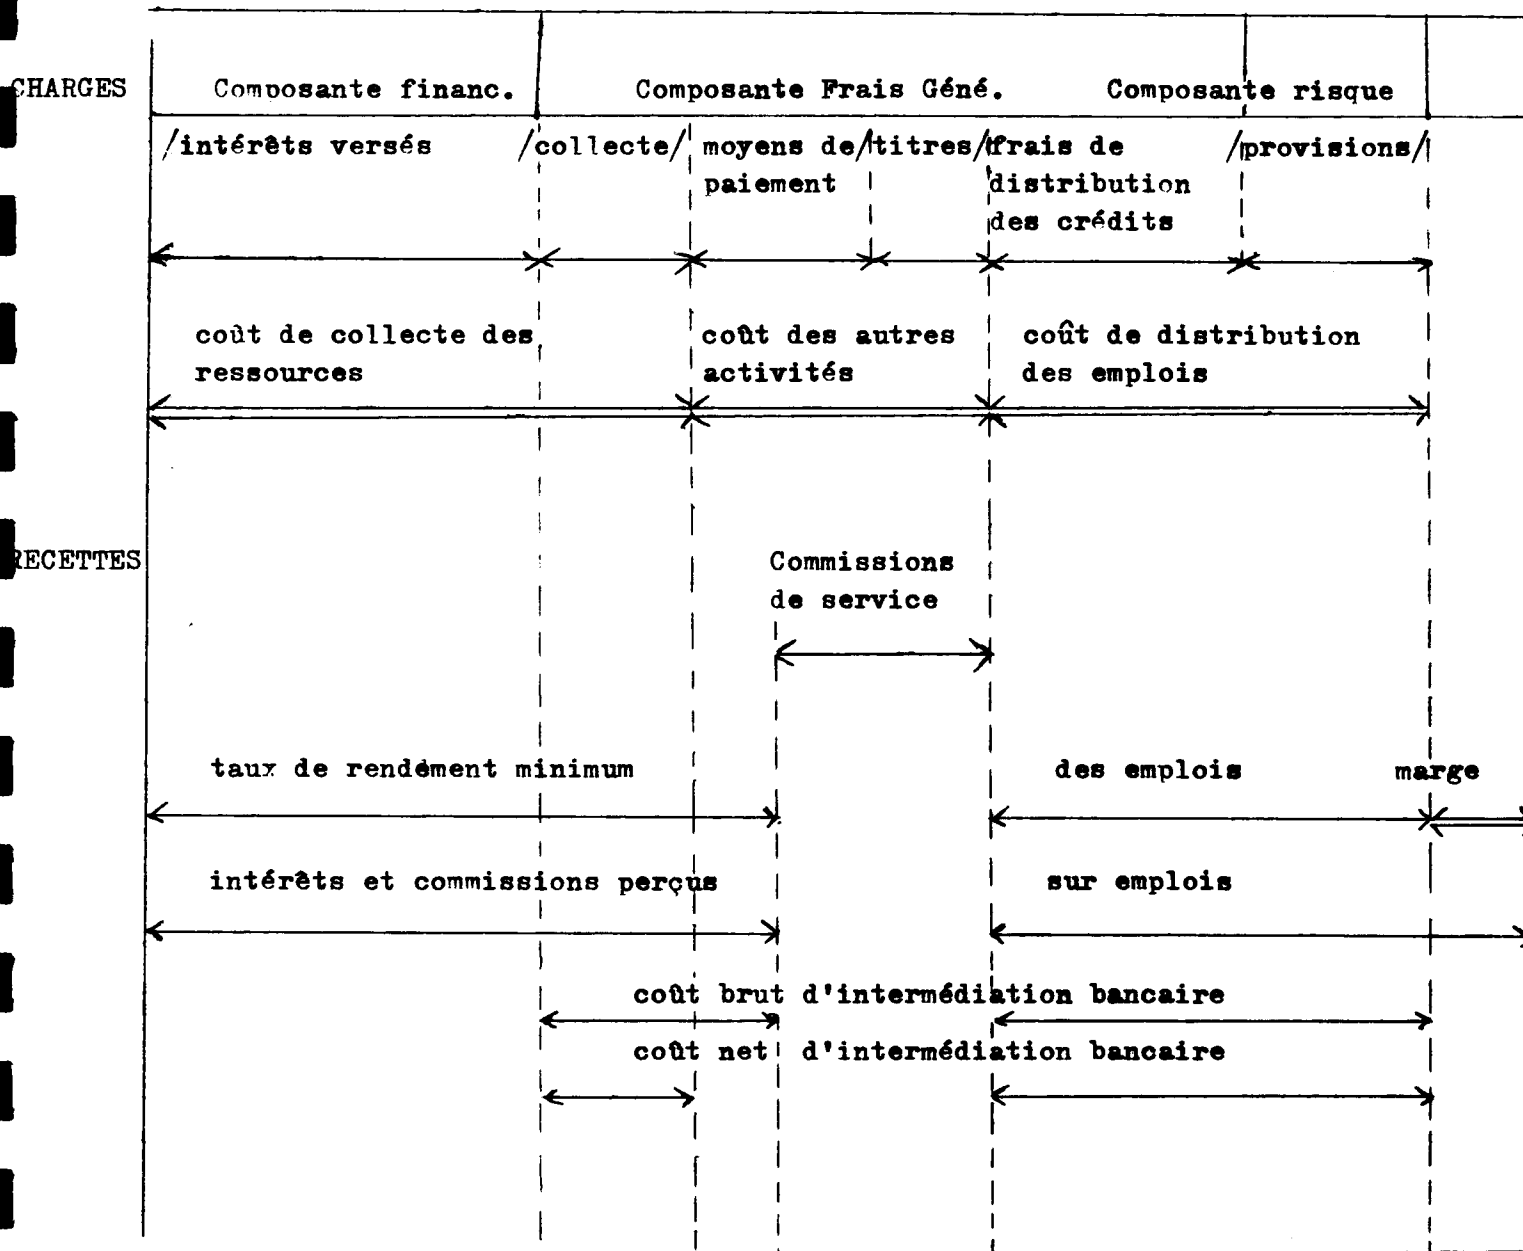 CHARGES Composante financ. Composante Frais Géné. Composante risque
/intérêts versés /collecte/ moyens de/titres/frais de /provisions/
paiement distribution
des crédits
coût de collecte des coût des autres coût de distribution
ressources activités des emplois
RECETTES Commissions
de service
taux de rendement minimum des emplois marge
intérêts et commissions perçus sur emplois
coût brut d'intermédiation bancaire
coût net d'intermédiation bancaire